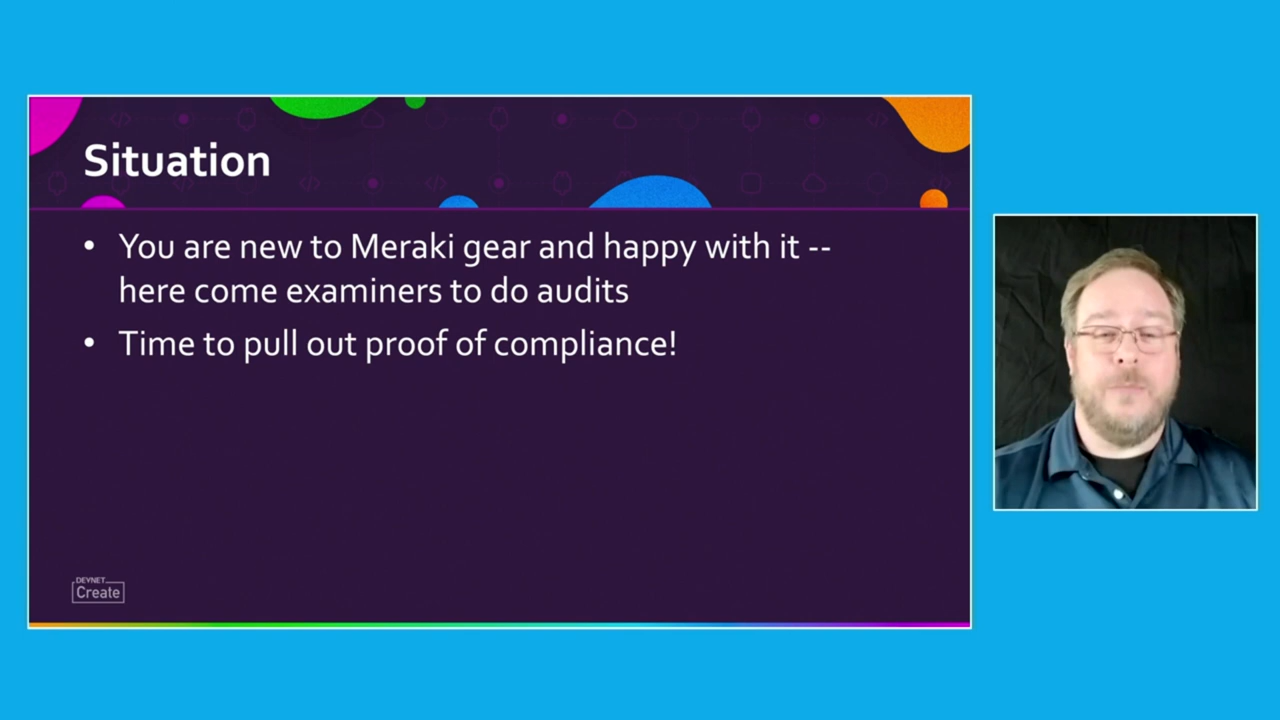 Situation
• You are new to Meraki gear and happy with it --
here come examiners to do audits
• Time to pull out proof of compliance!
DEVNET
Create